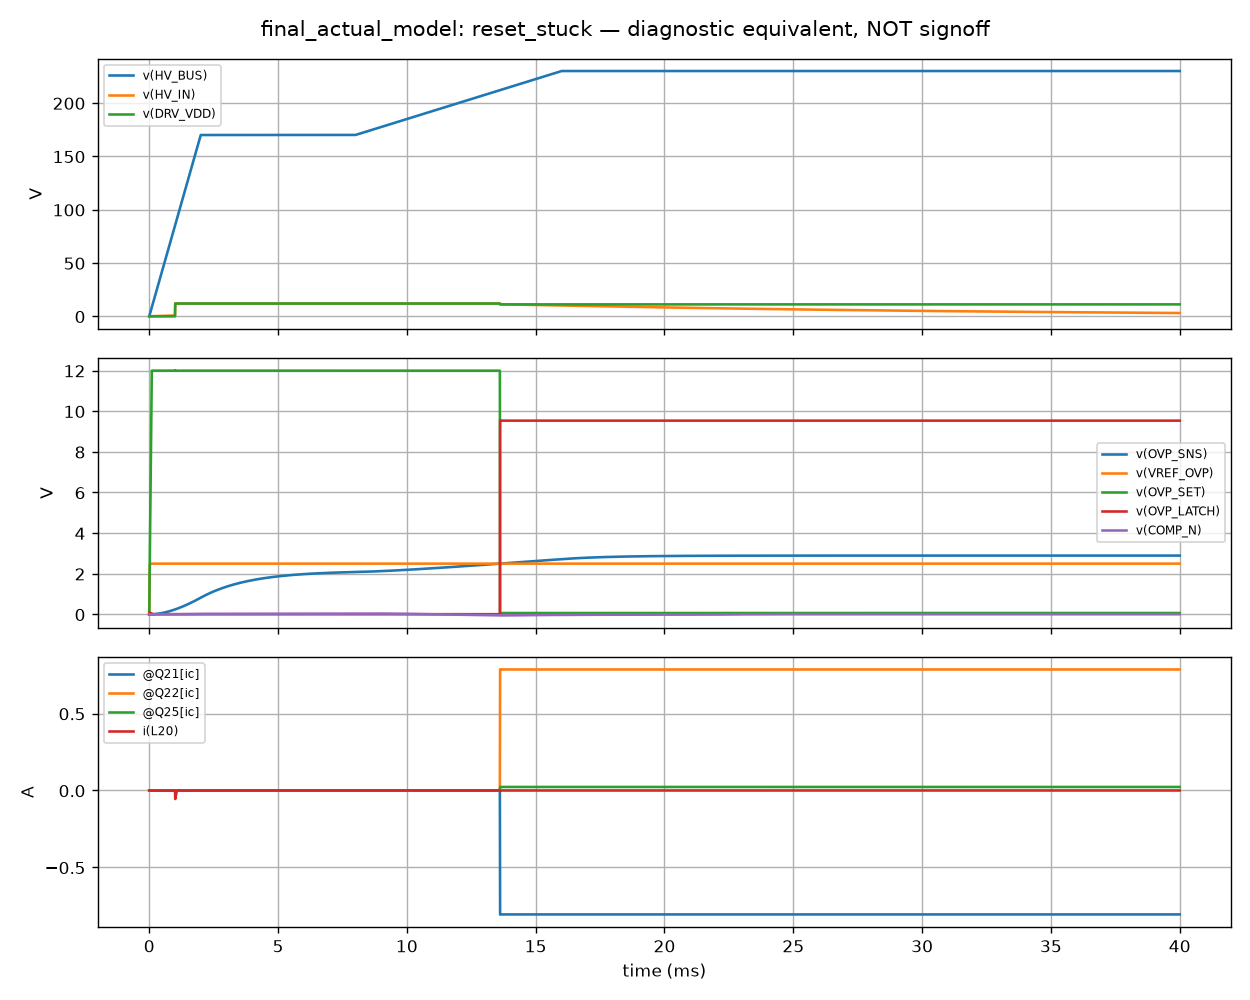 final_actual_model: reset_stuck — diagnostic equivalent, NOT signoff
v(HV_BUS)
v(HV_IN)
v(DRV_VDD)
200
150
100
50
0
V
v(OVP_SNS)
v(VREF_OVP)
v(OVP_SET)
v(OVP_LATCH)
v(COMP_N)
12
10
8
6
4
2
0
V
@Q21[ic]
@Q22[ic]
@Q25[ic]
i(L20)
0.5
0.0
−0.5
A
0 5 10 15 20 25 30 35 40
time (ms)